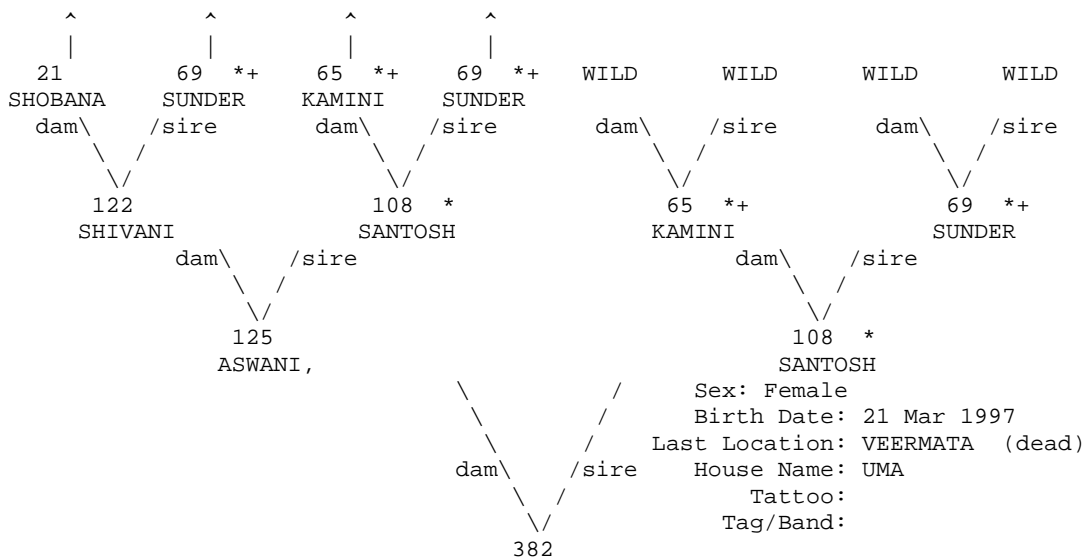 ^ ^ ^ ^
| | | |
21 69 *+ 65 *+ 69 *+ WILD WILD WILD WILD
SHOBANA SUNDER KAMINI SUNDER
dam\ /sire dam\ /sire dam\ /sire dam\ /sire
\ / \ / \ / \ /
\/ \/ \/ \/
122 108 * 65 *+ 69 *+
SHIVANI SANTOSH KAMINI SUNDER
dam\ /sire dam\ /sire
\ / \ /
\/ \/
125 108 *
ASWANI, SANTOSH
\ / Sex: Female
\ / Birth Date: 21 Mar 1997
\ / Last Location: VEERMATA (dead)
dam\ /sire House Name: UMA
\ / Tattoo:
\/ Tag/Band:
382